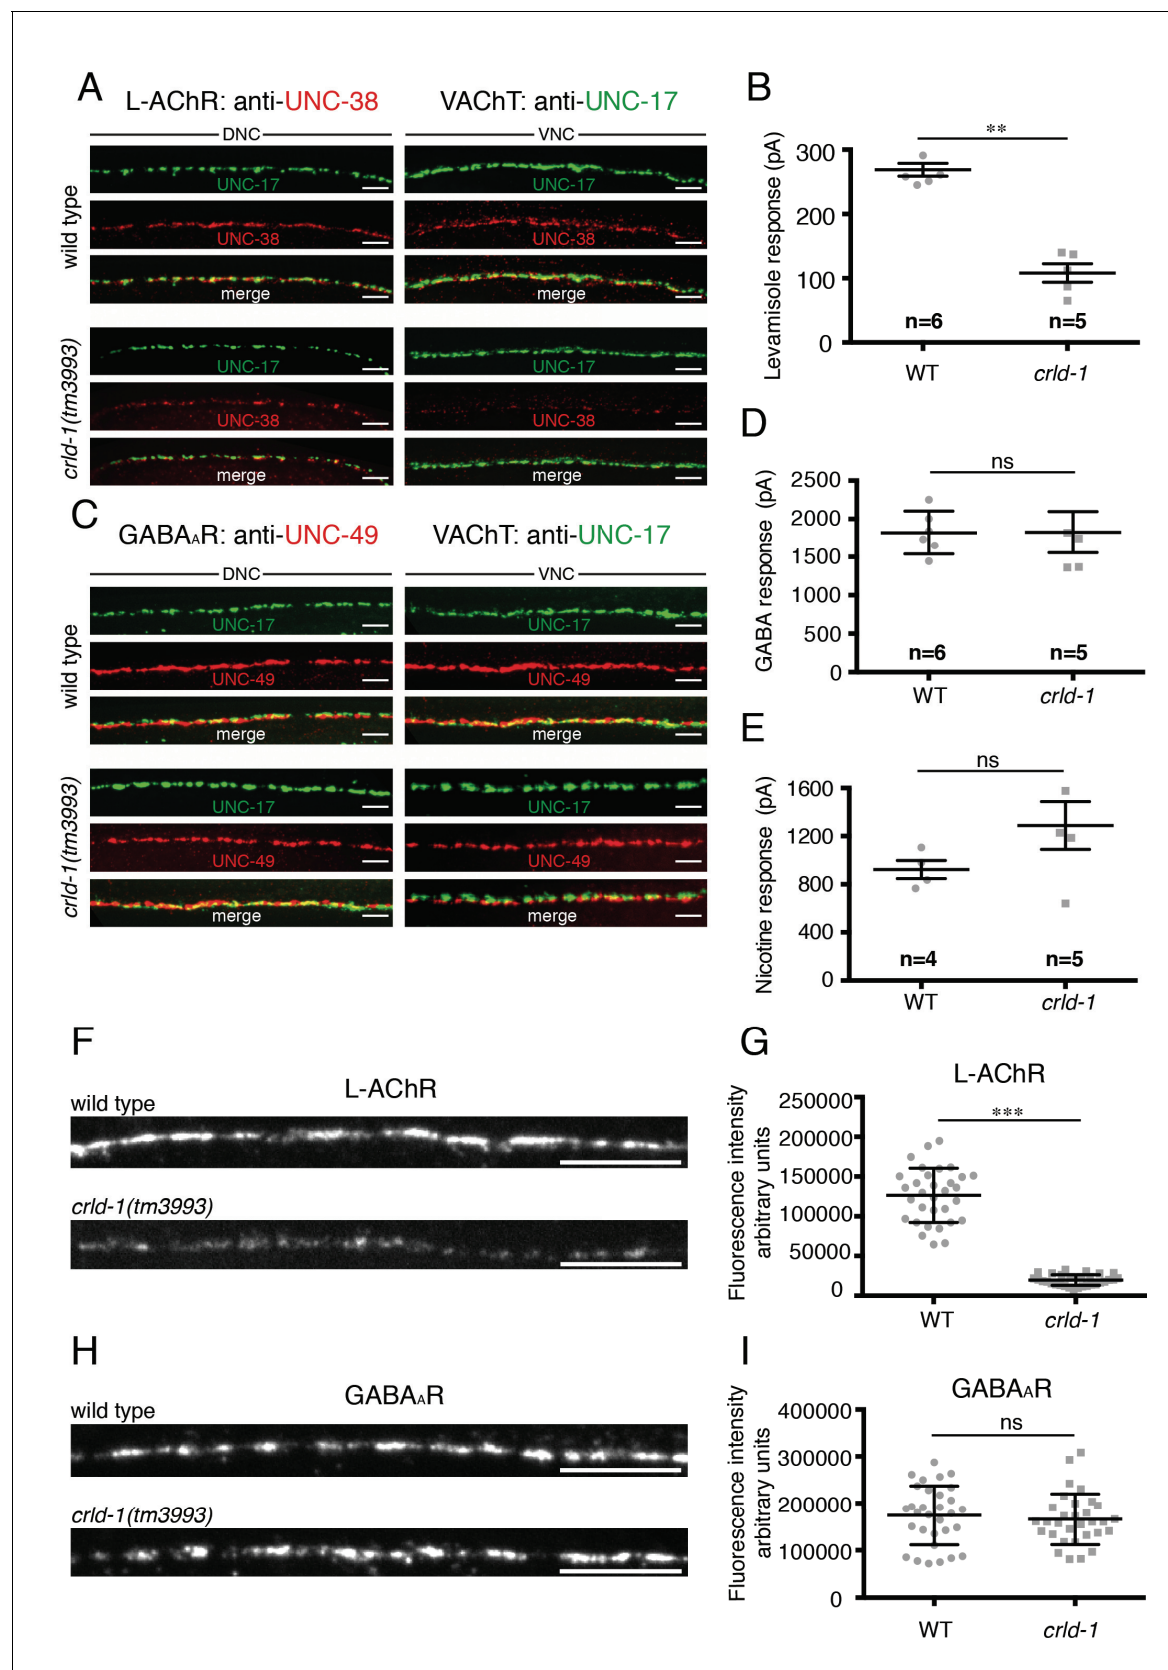 A
L-AChR: anti-UNC-38
VAChT: anti-UNC-17
DNC
VNC
wild type
UNC-17
UNC-17
UNC-38
UNC-38
merge
merge
crld-1(tm3993)
UNC-17
UNC-17
UNC-38
UNC-38
merge
merge
B
Levamisole response (pA)
300
200
100
0
**
n=6
n=5
WT
crld-1
C
GABAAR: anti-UNC-49
VAChT: anti-UNC-17
DNC
VNC
wild type
UNC-17
UNC-17
UNC-49
UNC-49
merge
merge
crld-1(tm3993)
UNC-17
UNC-17
UNC-49
UNC-49
merge
merge
D
GABA response (pA)
2500
2000
1500
1000
500
0
ns
n=6
n=5
WT
crld-1
E
Nicotine response (pA)
1600
1200
800
400
0
ns
n=4
n=5
WT
crld-1
F
L-AChR
wild type
crld-1(tm3993)
G
L-AChR
Fluorescence intensity
arbitrary units
250000
200000
150000
100000
50000
0
***
WT
crld-1
H
GABAAR
wild type
crld-1(tm3993)
I
GABAAR
Fluorescence intensity
arbitrary units
400000
300000
200000
100000
0
ns
WT
crld-1